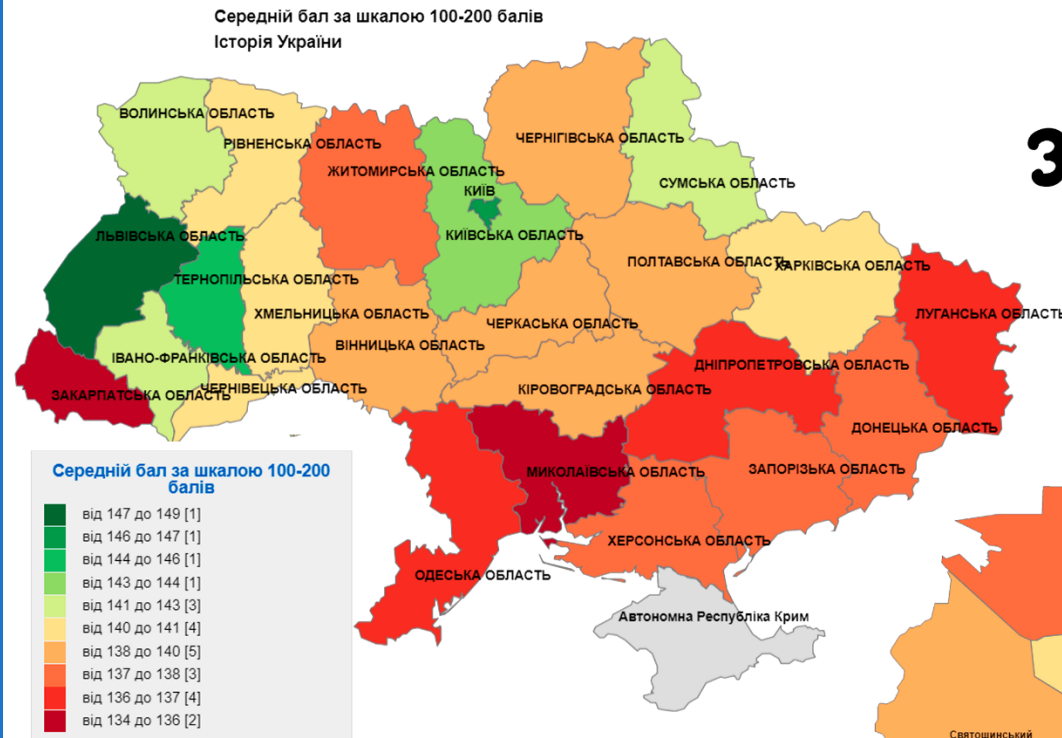 Середній бал за шкалою 100-200 балів
Історія України
ВОЛИНСЬКА ОБЛАСТЬ
РІВНЕНСЬКА ОБЛАСТЬ
ЖИТОМИРСЬКА ОБЛАСТЬ
КИЇВ
ЧЕРНІГІВСЬКА ОБЛАСТЬ
СУМСЬКА ОБЛАСТЬ
З
ЛЬВІВСЬКА ОБЛАСТЬ
КИЇВСЬКА ОБЛАСТЬ
ПОЛТАВСЬКА ОБЛАСТЬ
ХАРКІВСЬКА ОБЛАСТЬ
ТЕРНОПІЛЬСЬКА ОБЛАСТЬ
ХМЕЛЬНИЦЬКА ОБЛАСТЬ
ЧЕРКАСЬКА ОБЛАСТЬ
ЛУГАНСЬКА ОБЛАСТЬ
ВІННИЦЬКА ОБЛАСТЬ
ІВАНО-ФРАНКІВСЬКА ОБЛАСТЬ
ДНІПРОПЕТРОВСЬКА ОБЛАСТЬ
ЗАКАРПАТСЬКА ОБЛАСТЬ
ЧЕРНІВЕЦЬКА ОБЛАСТЬ
КІРОВОГРАДСЬКА ОБЛАСТЬ
ДОНЕЦЬКА ОБЛАСТЬ
МИКОЛАЇВСЬКА ОБЛАСТЬ
ЗАПОРІЗЬКА ОБЛАСТЬ
ХЕРСОНСЬКА ОБЛАСТЬ
ОДЕСЬКА ОБЛАСТЬ
Автономна Республіка Крим
Середній бал за шкалою 100-200
балів
від 147 до 149 [1]
від 146 до 147 [1]
від 144 до 146 [1]
від 143 до 144 [1]
від 141 до 143 [3]
від 140 до 141 [4]
від 138 до 140 [5]
від 137 до 138 [3]
від 136 до 137 [4]
від 134 до 136 [2]
Святошинський